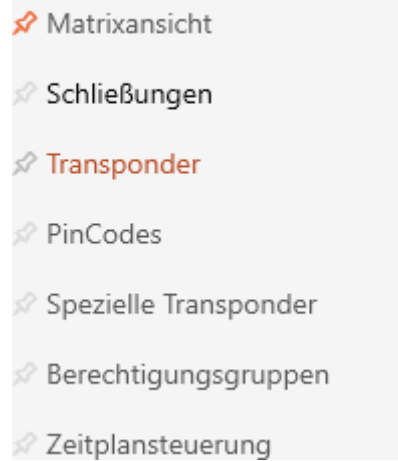 Matrixansicht
Schließungen
Transponder
PinCodes
Spezielle Transponder
Berechtigungsgruppen
Zeitplansteuerung